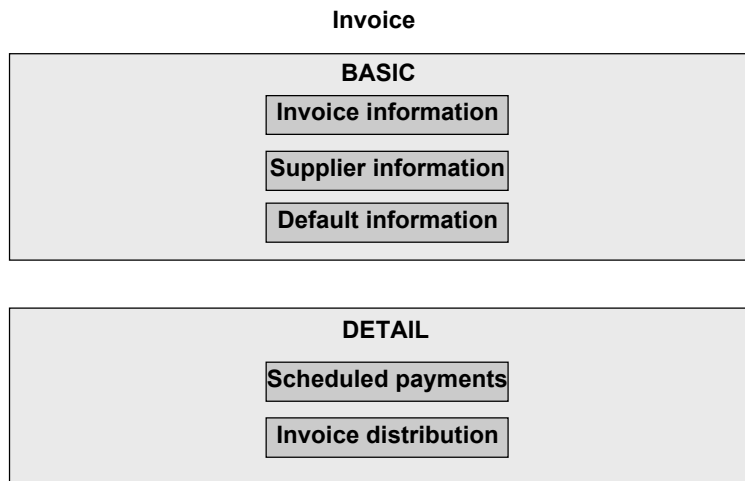 Invoice
BASIC
Invoice information
Supplier information
Default information
DETAIL
Scheduled payments
Invoice distribution